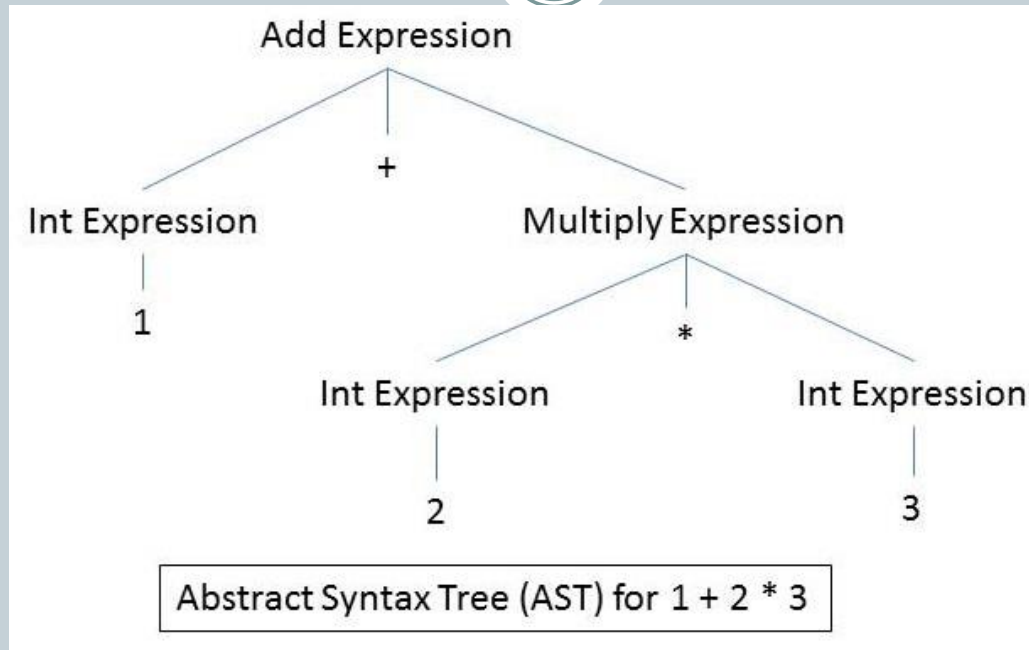 Add Expression
+
Int Expression
Multiply Expression
1
*
Int Expression
Int Expression
2
3
Abstract Syntax Tree (AST) for 1 + 2 * 3